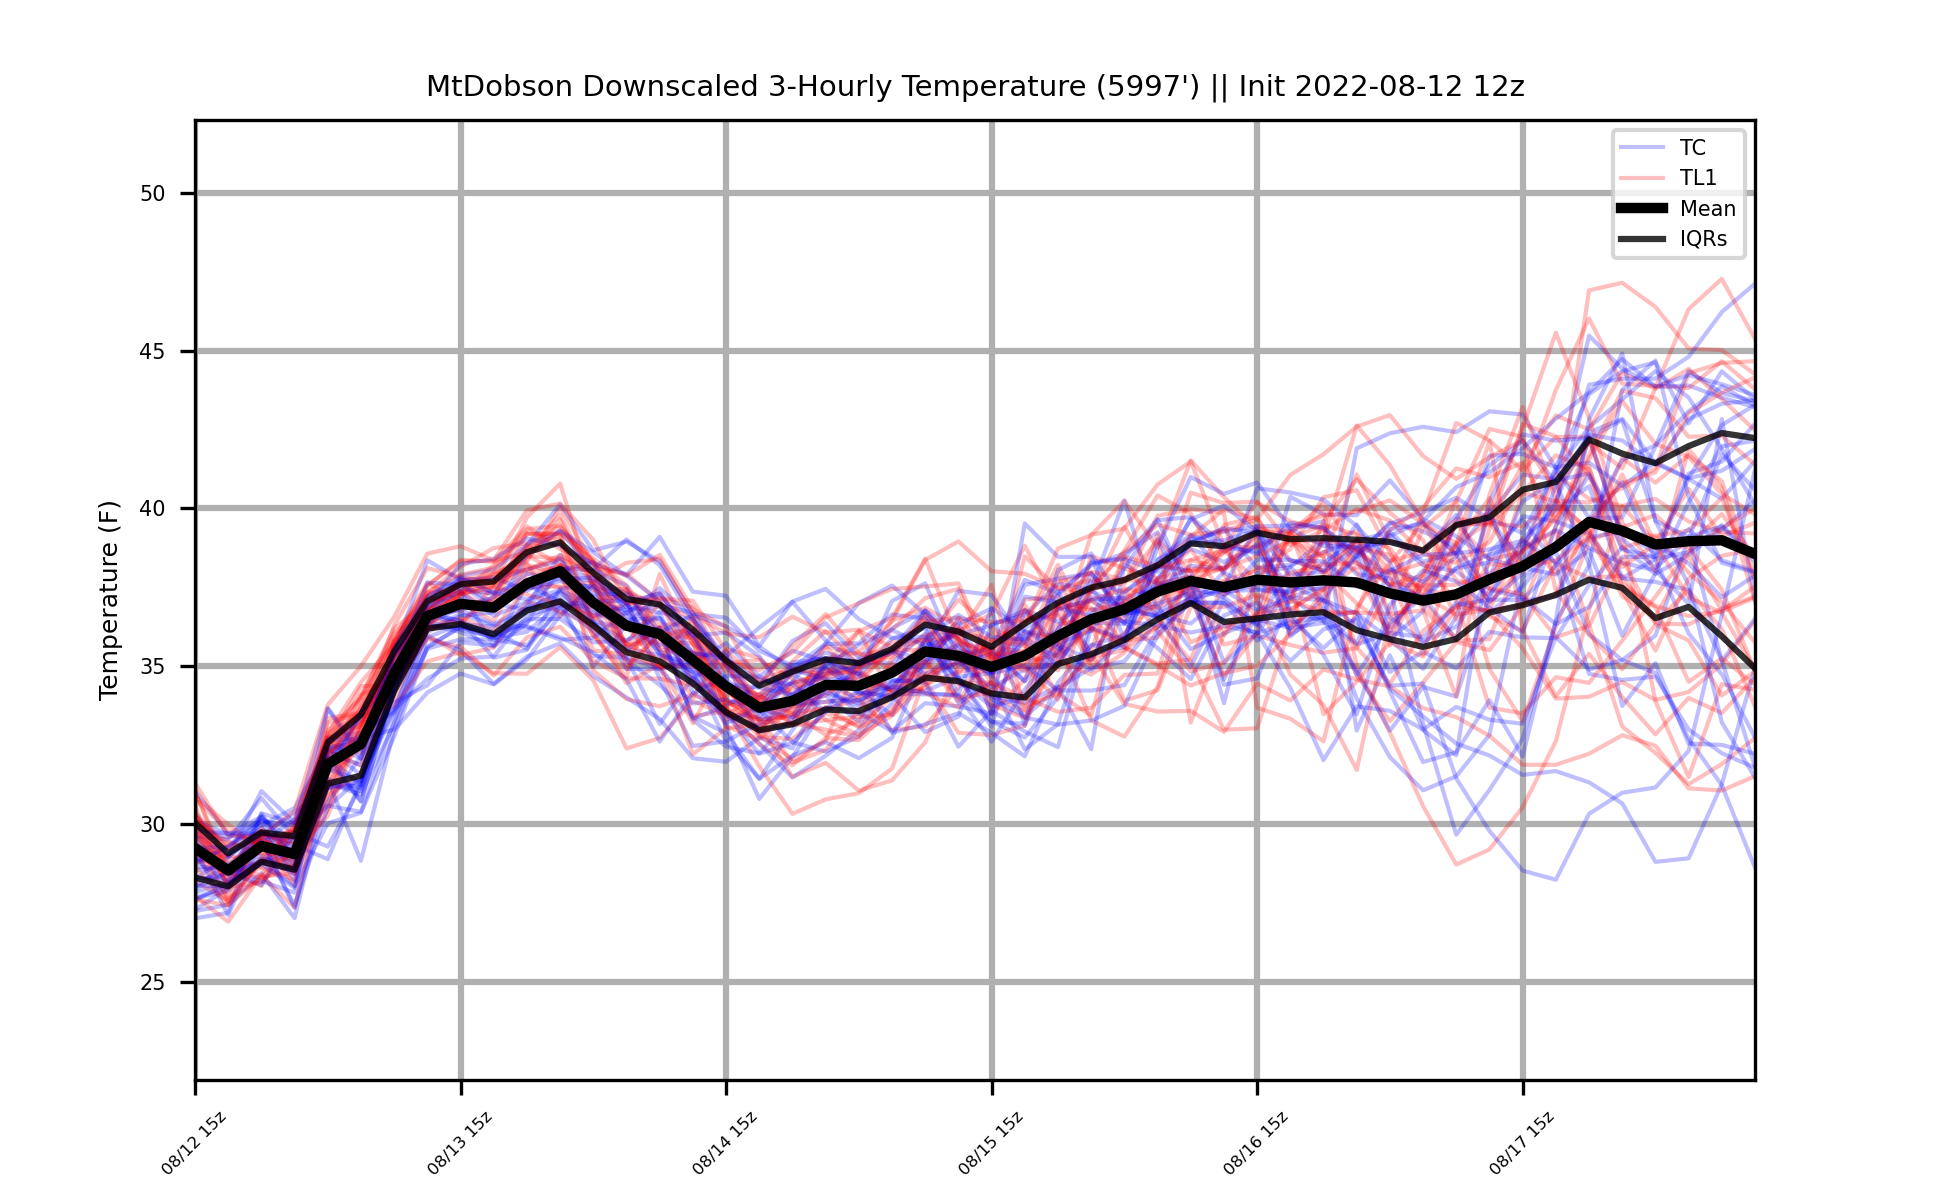 MtDobson Downscaled 3-Hourly Temperature (5997') || Init 2022-08-12 12z
TC
TL1
Mean
IQRs
Temperature (F)
50
45
40
35
30
25
08/12 15z
08/13 15z
08/14 15z
08/15 15z
08/16 15z
08/17 15z